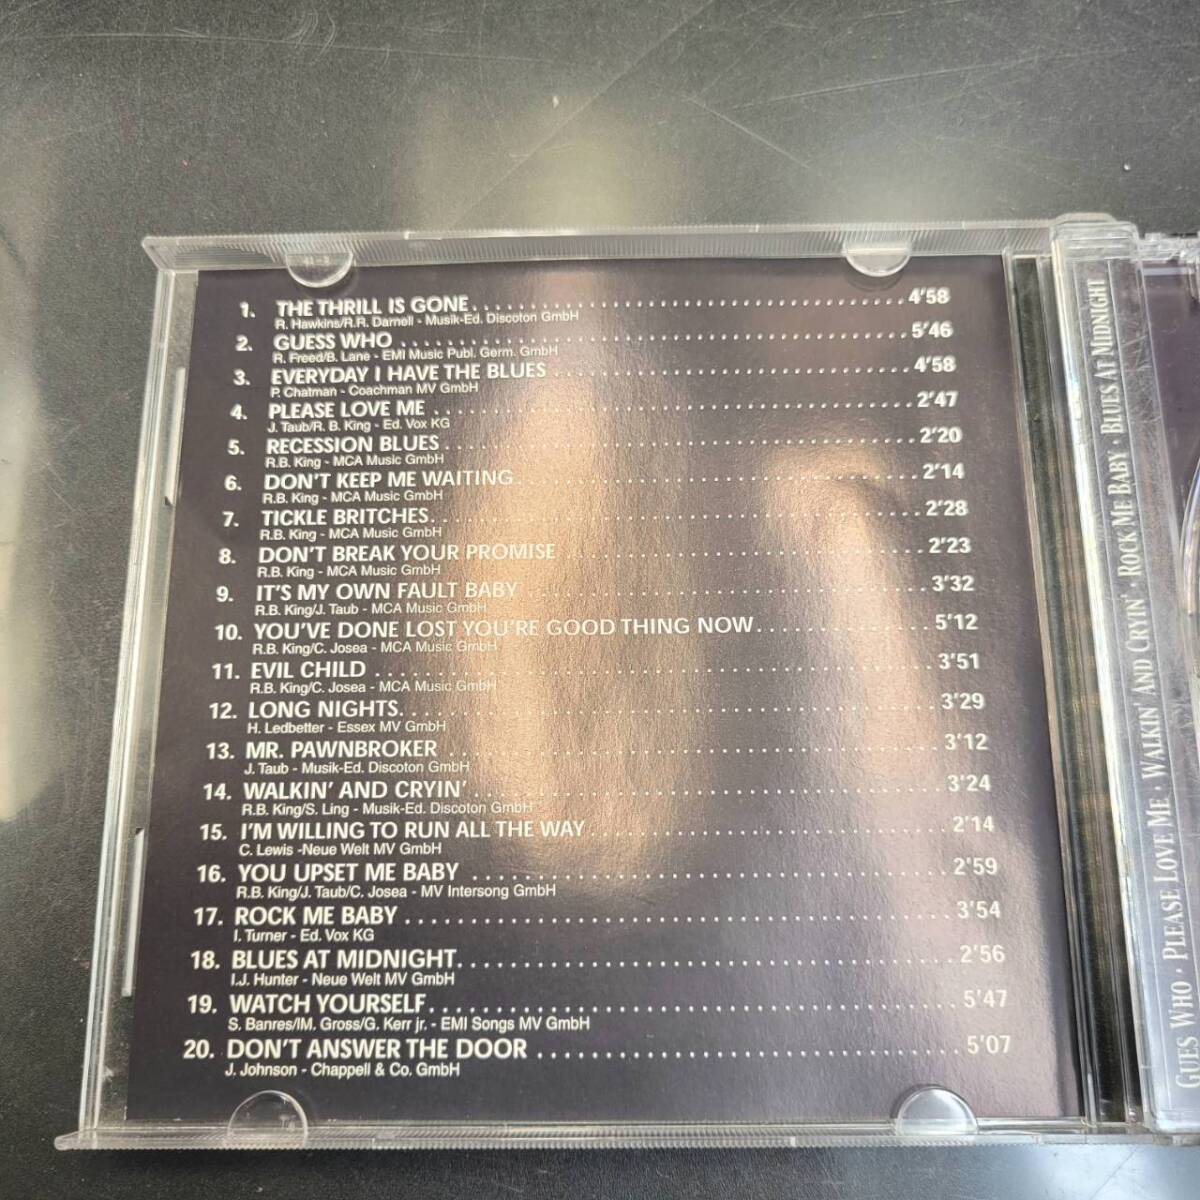 1. THE THRILL IS GONE........................................4'58
R. Hawkins/R.R. Darnell - Musik-Ed. Discoton GmbH
2. GUESS WHO........................................5'46
R. Freed/B. Lane - EMI Music Publ. Germ. GmbH
3. EVERYDAY I HAVE THE BLUES........................................4'58
P. Chatman - Coachman MV GmbH
4. PLEASE LOVE ME........................................2'47
J. Taub/R. B. King - Ed. Vox KG
5. RECESSION BLUES........................................2'20
R.B. King - MCA Music GmbH
6. DON'T KEEP ME WAITING........................................2'14
R.B. King - MCA Music GmbH
7. TICKLE BRITCHES........................................2'28
R.B. King - MCA Music GmbH
8. DON'T BREAK YOUR PROMISE........................................2'23
R.B. King - MCA Music GmbH
9. IT'S MY OWN FAULT BABY........................................3'32
R.B. King/J. Taub - MCA Music GmbH
10. YOU'VE DONE LOST YOU'RE GOOD THING NOW....................5'12
R.B. King/C. Josea - MCA Music GmbH
11. EVIL CHILD........................................3'51
R.B. King/C. Josea - MCA Music GmbH
12. LONG NIGHTS........................................3'29
H. Ledbetter - Essex MV GmbH
13. MR. PAWNBROKER........................................3'12
J. Taub - Musik-Ed. Discoton GmbH
14. WALKIN' AND CRYIN'........................................3'24
R.B. King/S. Ling - Musik-Ed. Discoton GmbH
15. I'M WILLING TO RUN ALL THE WAY..............................2'14
C. Lewis -Neue Welt MV GmbH
16. YOU UPSET ME BABY........................................2'59
R.B. King/J. Taub/C. Josea - MV Intersong GmbH
17. ROCK ME BABY........................................3'54
I. Turner - Ed. Vox KG
18. BLUES AT MIDNIGHT........................................2'56
I.J. Hunter - Neue Welt MV GmbH
19. WATCH YOURSELF........................................5'47
S. Banres/IM. Gross/G. Kerr jr. - EMI Songs MV GmbH
20. DON'T ANSWER THE DOOR........................................5'07
J. Johnson - Chappell & Co. GmbH
GUES WHO · PLEASE LOVE ME · WALKIN' AND CRYIN' · ROCK ME BABY · BLUES AT MIDNIGHT